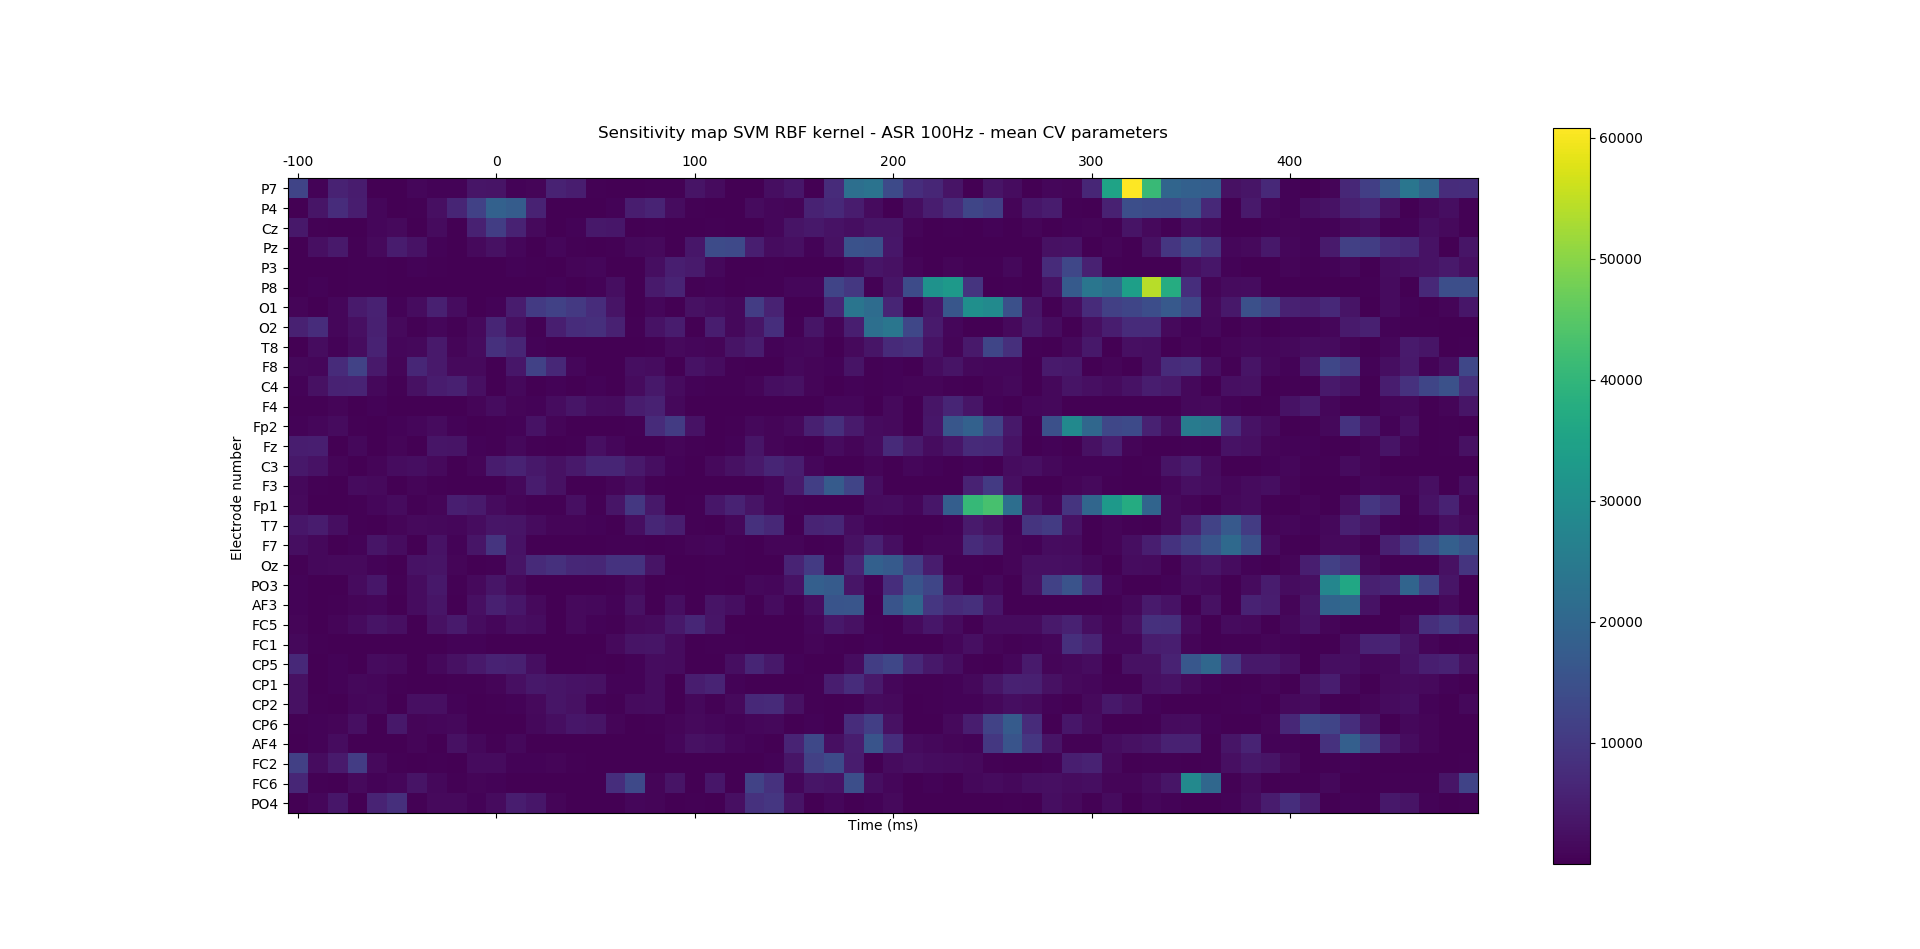 Sensitivity map SVM RBF kernel - ASR 100Hz - mean CV parameters
-100 0 100 200 300 400
P7
P4
Cz
Pz
P3
P8
O1
O2
T8
F8
C4
F4
Fp2
Fz
C3
F3
Fp1
T7
F7
Oz
PO3
AF3
FC5
FC1
CP5
CP1
CP2
CP6
AF4
FC2
FC6
PO4
Electrode number
Time (ms)
60000
50000
40000
30000
20000
10000